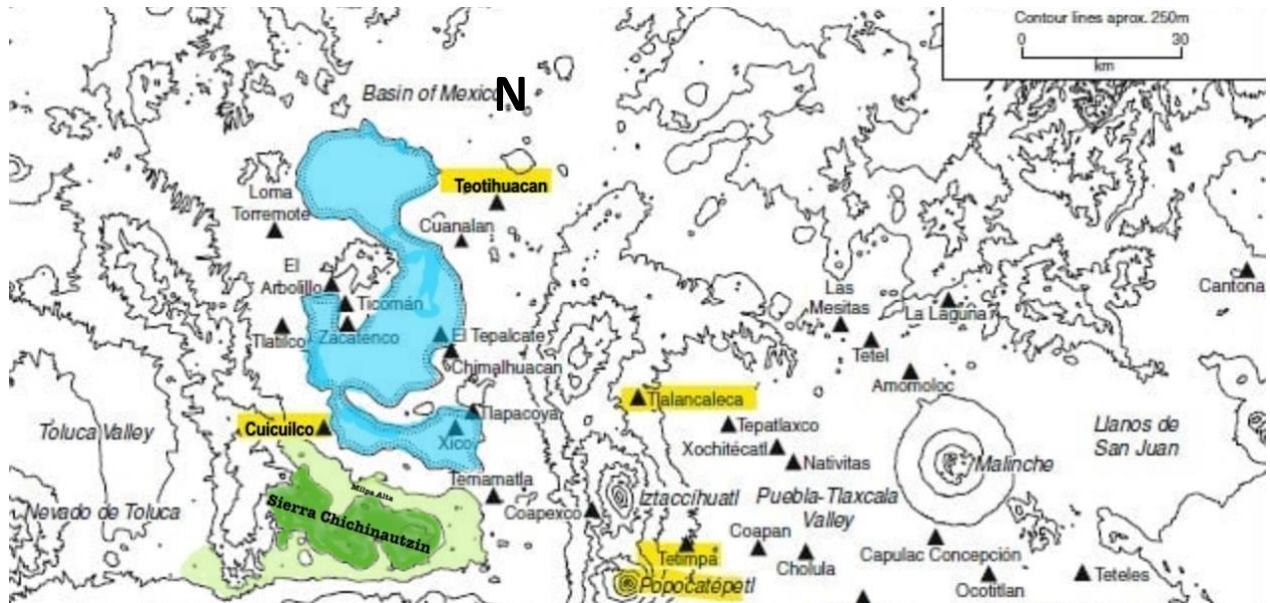 Contour lines aprox. 250m
0 30
km
Basin of Mexico
N
Teotihuacan
Loma
Torremote
Cuanalan
El
Arbolillo
Ticomán
Tlatilco
Zacatenco
El Tepalcate
Chimalhuacan
Las
Mesitas
La Laguna
Cantona
Tetel
Amomoloc
Tlalancaleca
Tlapacoya
Toluca Valley
Cuicuilco
Xico
Tepatlaxco
Xochitécatl
Nativitas
Malinche
Llanos de
San Juan
Temamatla
Milpa Alta
Nevado de Toluca
Sierra Chichinautzin
Coapexco
Iztaccíhuatl
Puebla-Tlaxcala
Valley
Coapan
Cholula
Capulac Concepción
Tetimpa
Popocatépetl
Ocotitlan
Teteles